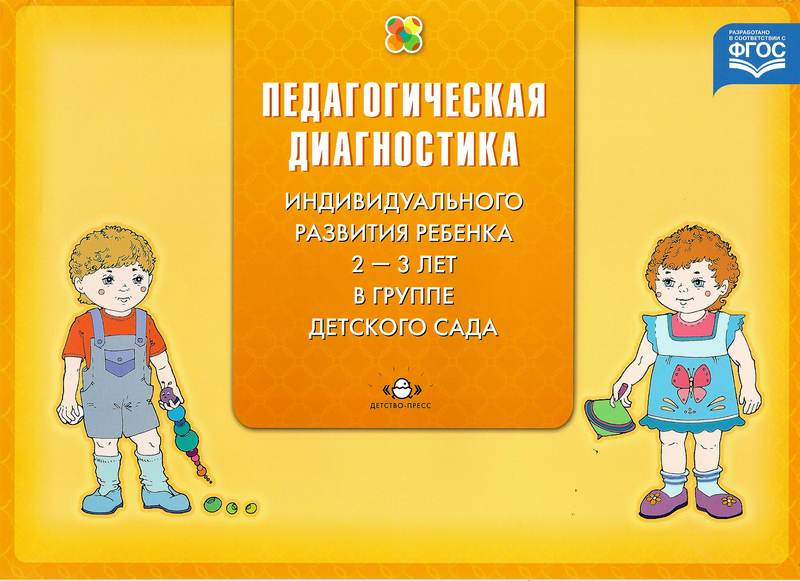 РАЗРАБОТАНО
В СООТВЕТСТВИИ С
ФГОС
ПЕДАГОГИЧЕСКАЯ
ДИАГНОСТИКА
ИНДИВИДУАЛЬНОГО
РАЗВИТИЯ РЕБЕНКА
2 — 3 ЛЕТ
В ГРУППЕ
ДЕТСКОГО САДА
ДЕТСТВО-ПРЕСС